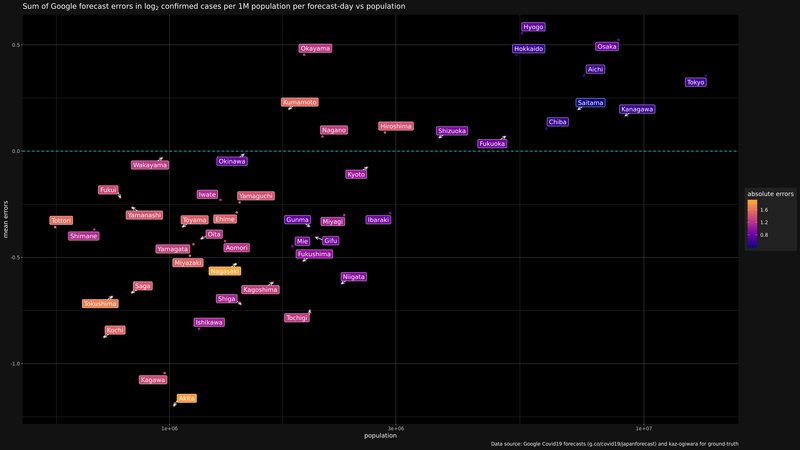 Sum of Google forecast errors in log₂ confirmed cases per 1M population per forecast-day vs population
Hyogo
Osaka
Okayama
Hokkaido
0.5
Aichi
Tokyo
Kumamoto
Saitama
Kanagawa
Chiba
Hiroshima
Nagano
Shizuoka
Fukuoka
0.0
Okinawa
Wakayama
Kyoto
absolute errors
Fukui
Iwate
Yamaguchi
1.6
Tottori
Yamanashi
Toyama
Ehime
Gunma
Miyagi
Ibaraki
1.2
mean errors
Shimane
Oita
Mie
Gifu
0.8
Yamagata
Aomori
-0.5
Fukushima
Miyazaki
Nagasaki
Niigata
Saga
Kagoshima
Tokushima
Shiga
Ishikawa
Tochigi
Kochi
-1.0
Kagawa
Akita
1e+06
3e+06
1e+07
population
Data source: Google Covid19 forecasts (g.co/covid19/japanforecast) and kaz-ogiwara for ground-truth